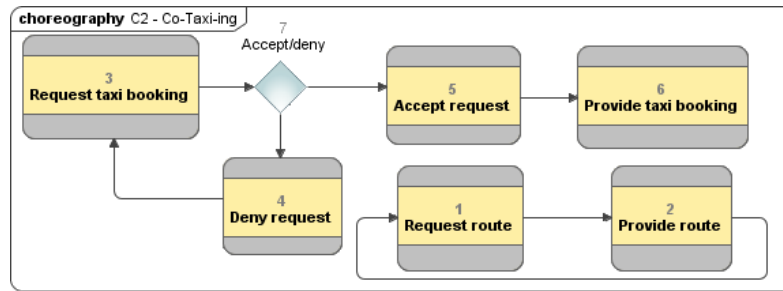 choreography C2 - Co-Taxi-ing
7
Accept/deny
3
Request taxi booking
5
Accept request
6
Provide taxi booking
4
Deny request
1
Request route
2
Provide route